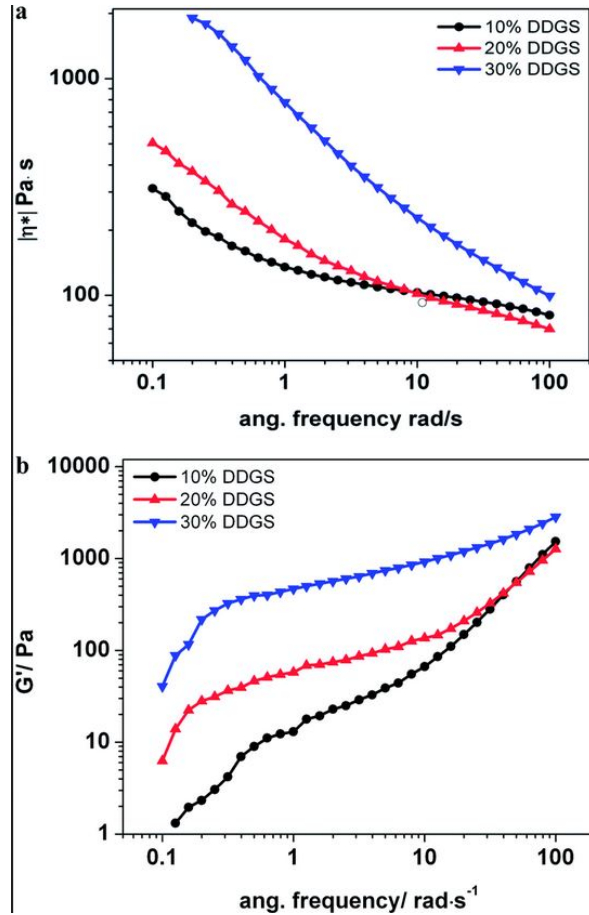 a
10% DDGS
20% DDGS
30% DDGS
1000
100
|η*| Pa·s
0.1 1 10 100
ang. frequency rad/s
b
10000
10% DDGS
20% DDGS
30% DDGS
1000
100
10
1
G'/ Pa
0.1 1 10 100
ang. frequency/ rad·s⁻¹